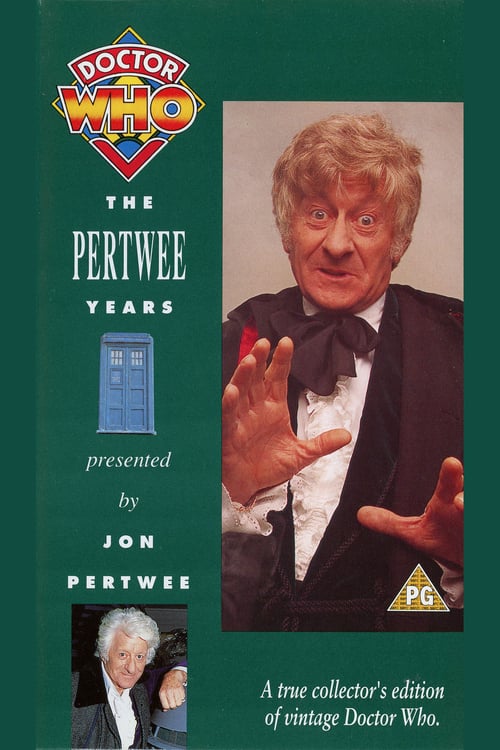 DOCTOR
WHO
THE
PERTWEE
YEARS
presented
by
JON
PERTWEE
PG
A true collector's edition
of vintage Doctor Who.